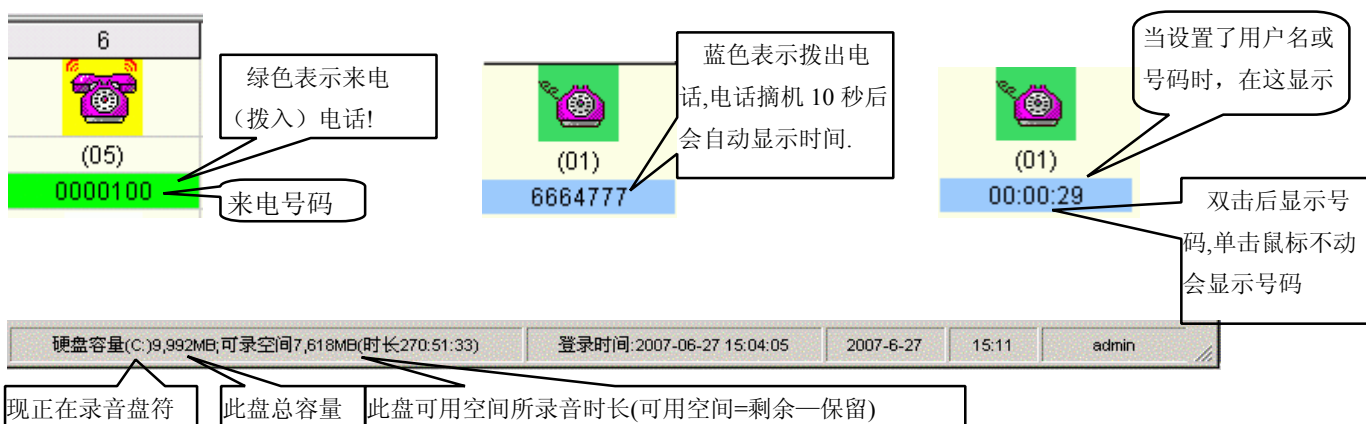 6
(05)
0000100
绿色表示来电
（拨入）电话!
来电号码
(01)
6664777
蓝色表示拨出电
话,电话摘机 10 秒后
会自动显示时间.
(01)
00:00:29
当设置了用户名或
号码时，在这显示
双击后显示号
码,单击鼠标不动
会显示号码
硬盘容量(C:)9,992MB;可录空间7,618MB(时长270:51:33)
登录时间:2007-06-27 15:04:05
2007-6-27
15:11
admin
现正在录音盘符
此盘总容量
此盘可用空间所录音时长(可用空间=剩余—保留)